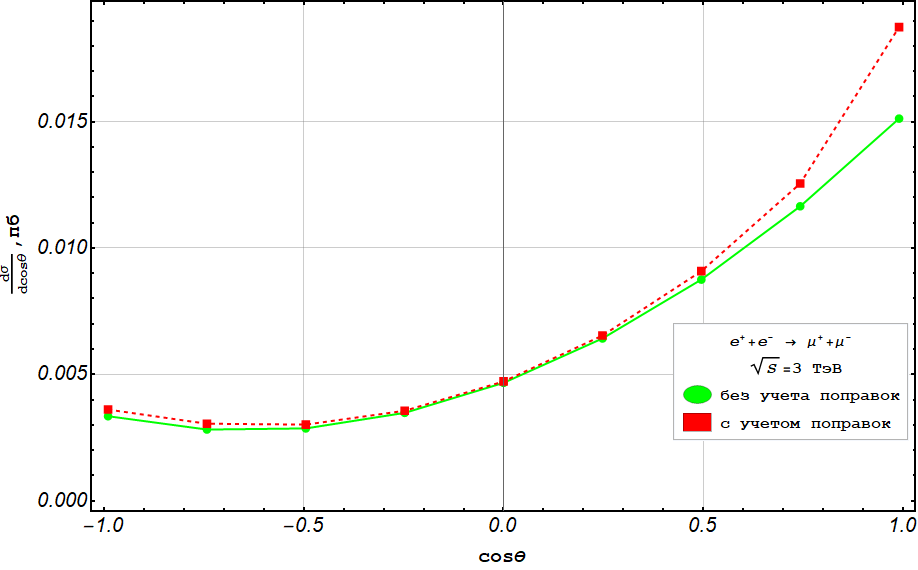 0.015
0.010
0.005
0.000
dσ/dcosθ, пб
e⁺+e⁻ → μ⁺+μ⁻
√s=3 ТэВ
без учета поправок
с учетом поправок
−1.0 −0.5 0.0 0.5 1.0
cosθ